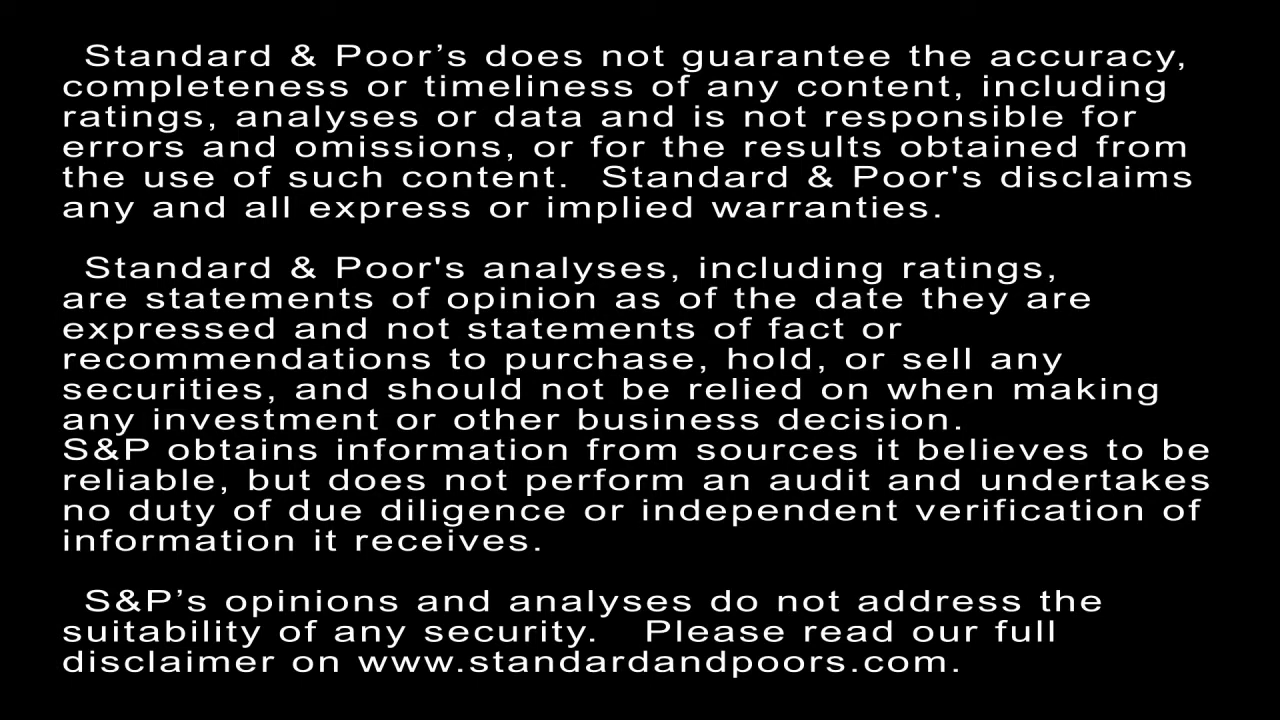 Standard & Poor’s does not guarantee the accuracy,
completeness or timeliness of any content, including
ratings, analyses or data and is not responsible for
errors and omissions, or for the results obtained from
the use of such content.  Standard & Poor's disclaims
any and all express or implied warranties.
Standard & Poor's analyses, including ratings,
are statements of opinion as of the date they are
expressed and not statements of fact or
recommendations to purchase, hold, or sell any
securities, and should not be relied on when making
any investment or other business decision.
S&P obtains information from sources it believes to be
reliable, but does not perform an audit and undertakes
no duty of due diligence or independent verification of
information it receives.
S&P’s opinions and analyses do not address the
suitability of any security.   Please read our full
disclaimer on www.standardandpoors.com.